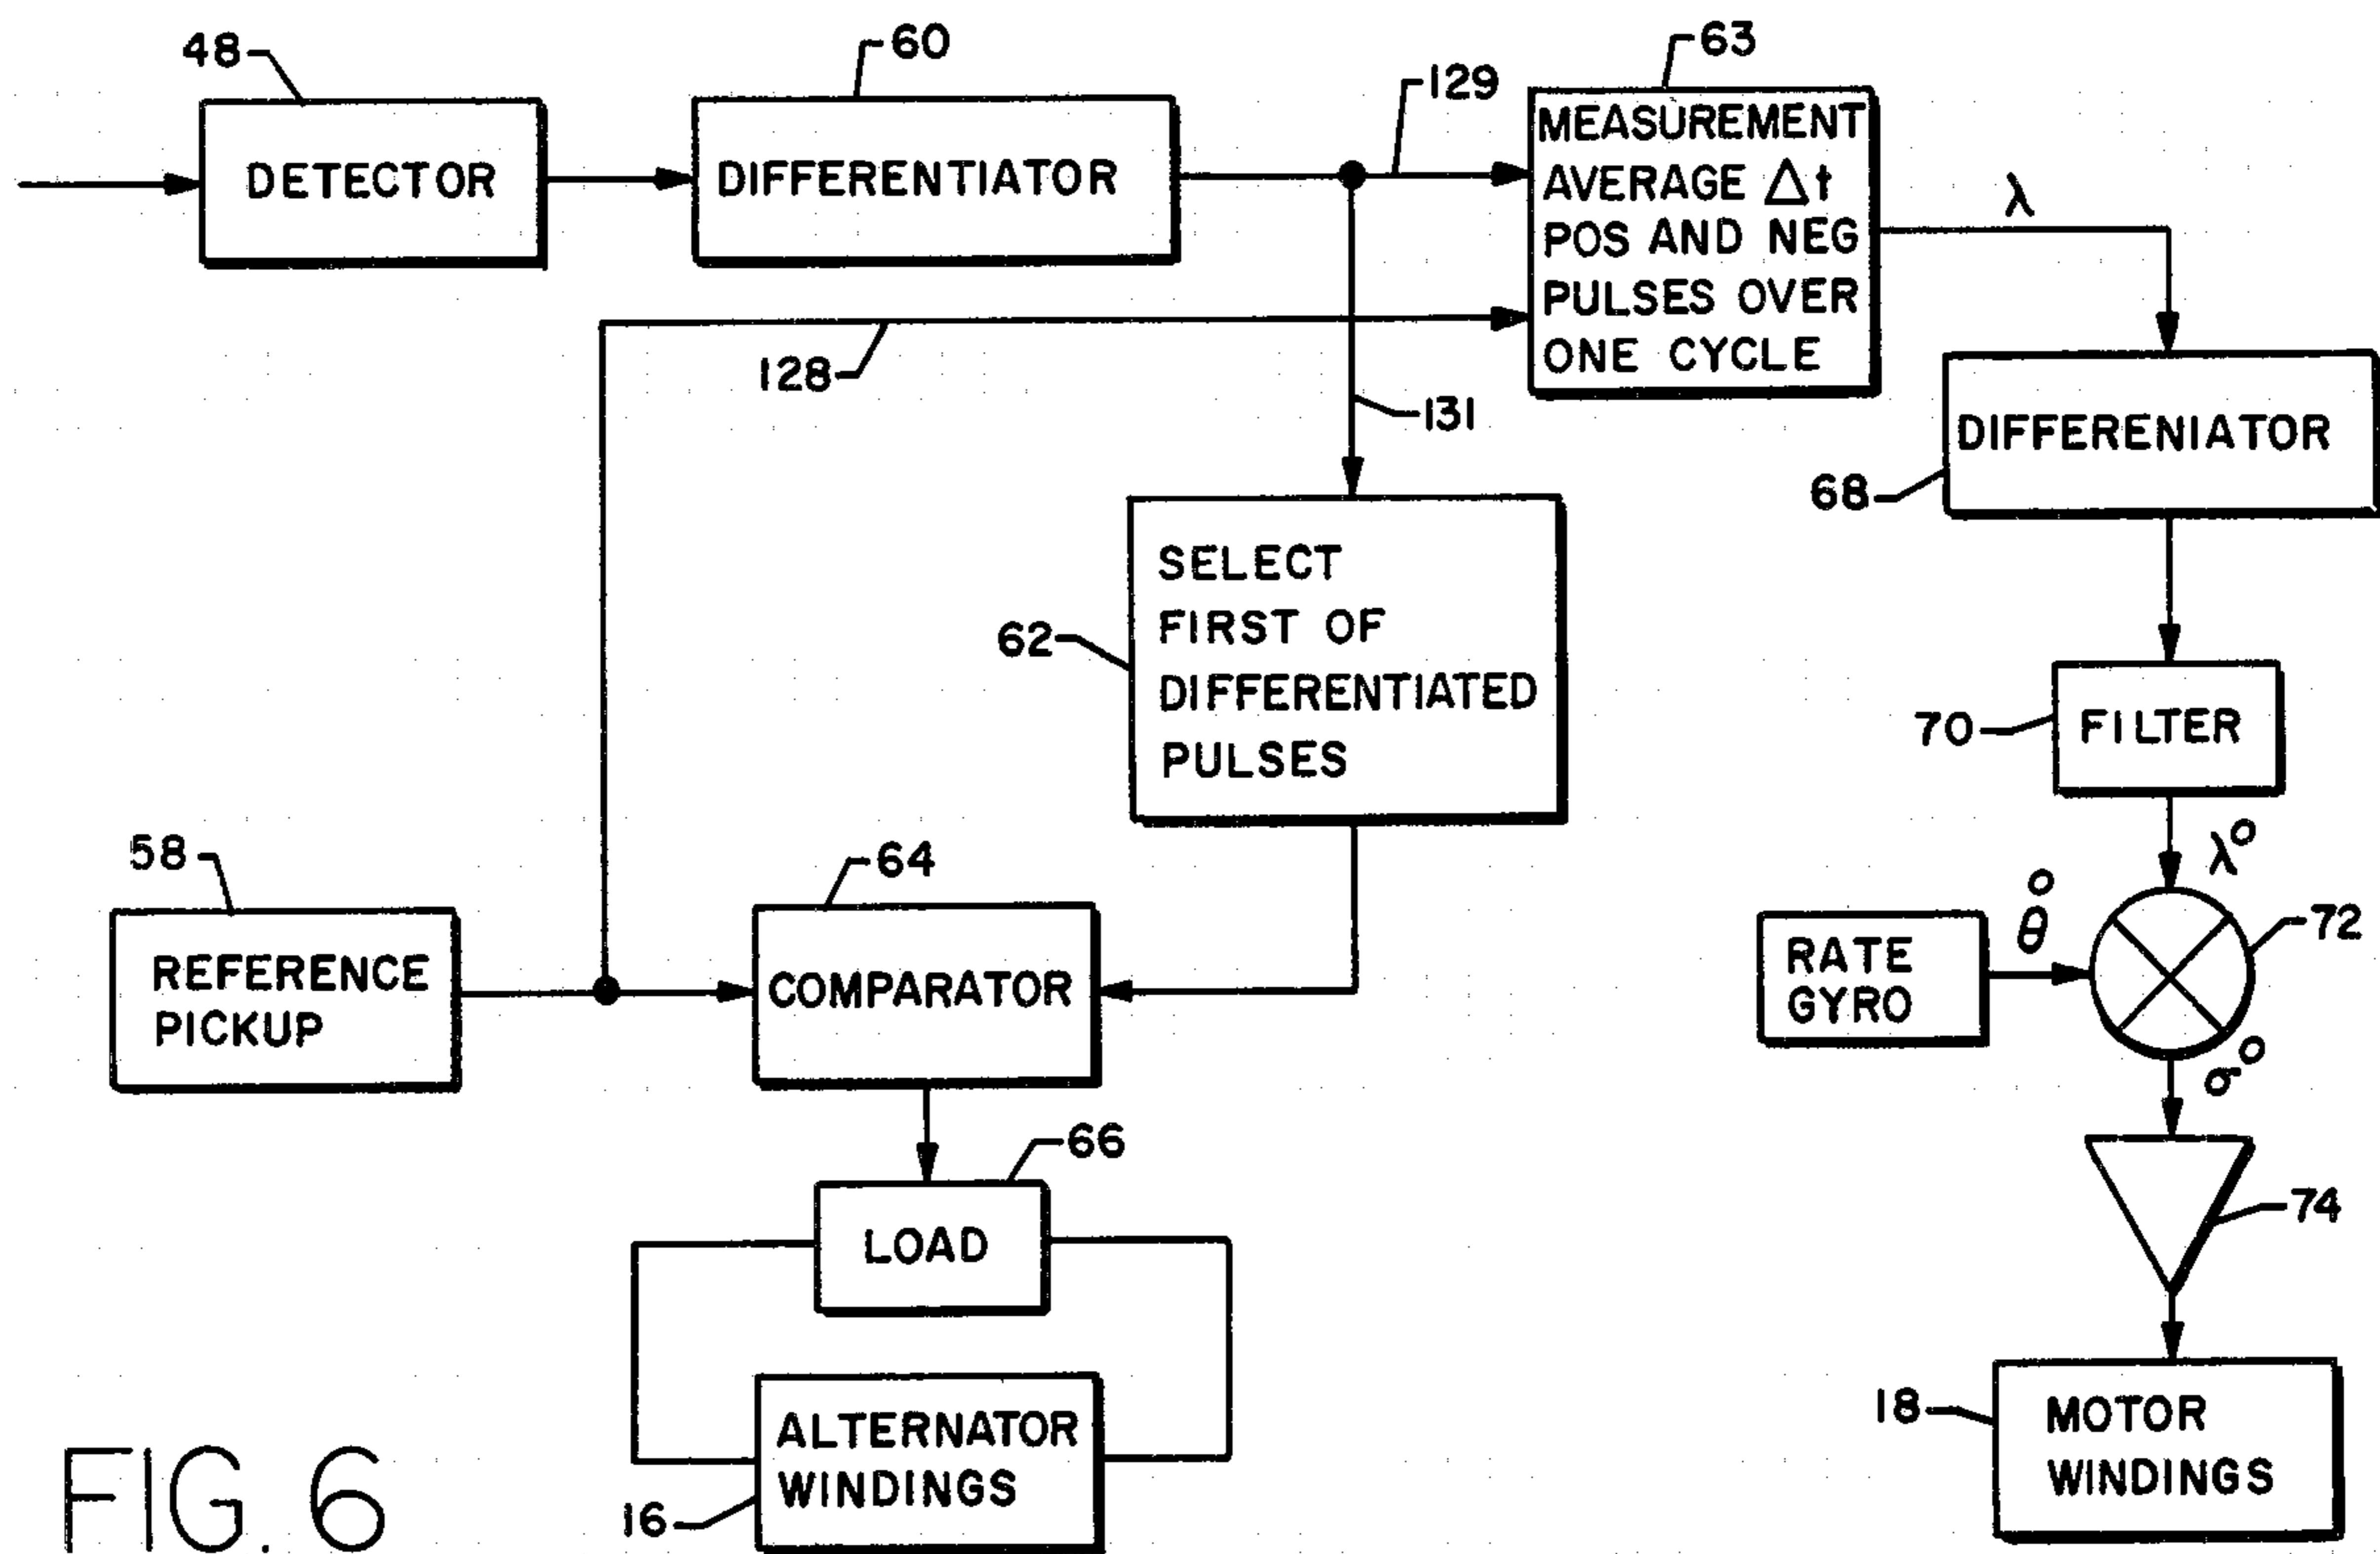 48
60
63
129
DETECTOR
DIFFERENTIATOR
MEASUREMENT
AVERAGE Δt
POS AND NEG
PULSES OVER
ONE CYCLE
λ
128
131
DIFFERENIATOR
68
SELECT
FIRST OF
DIFFERENTIATED
PULSES
62
FILTER
70
λ°
58
REFERENCE
PICKUP
64
COMPARATOR
RATE
GYRO
θ°
72
σ°
66
LOAD
74
ALTERNATOR
WINDINGS
16
18
MOTOR
WINDINGS
FIG. 6